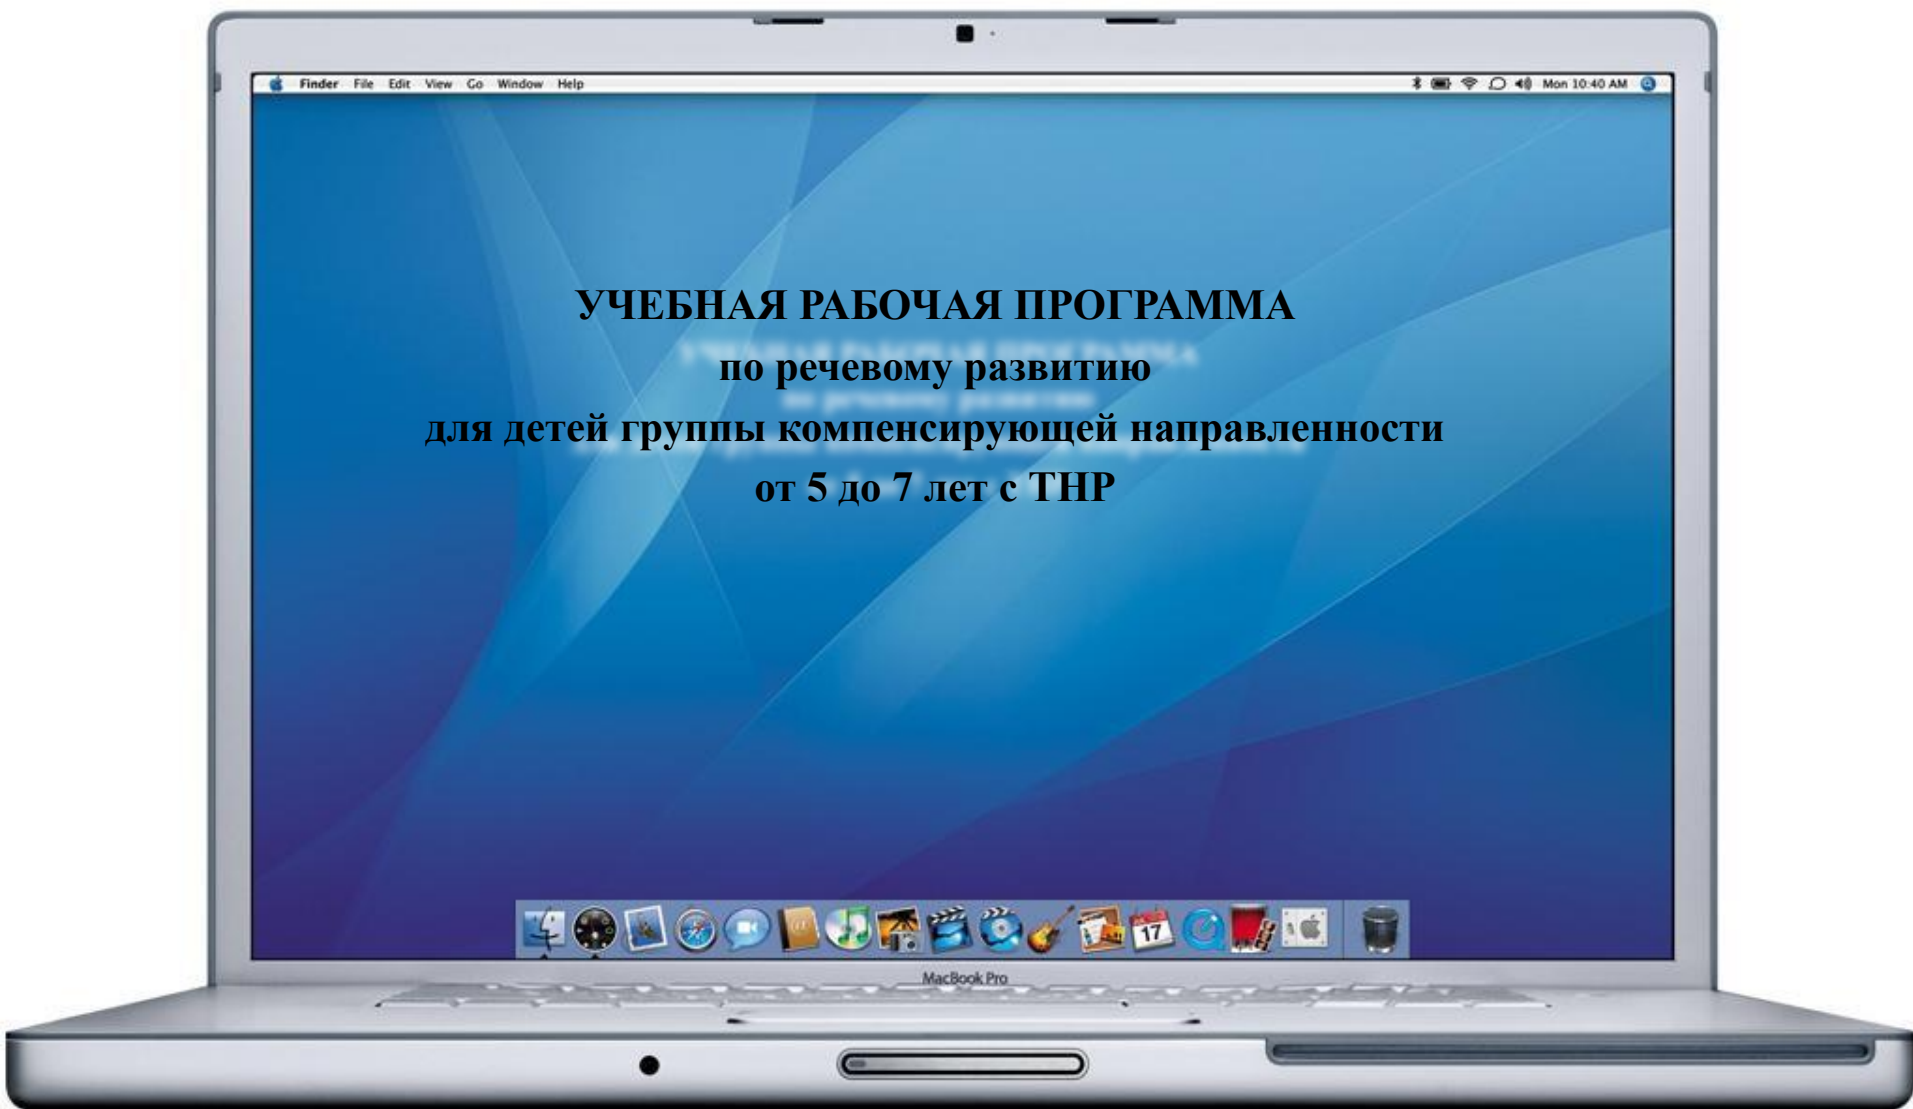 Finder File Edit View Go Window Help
Mon 10:40 AM
УЧЕБНАЯ РАБОЧАЯ ПРОГРАММА
по речевому развитию
для детей группы компенсирующей направленности
от 5 до 7 лет с ТНР
17
MacBook Pro